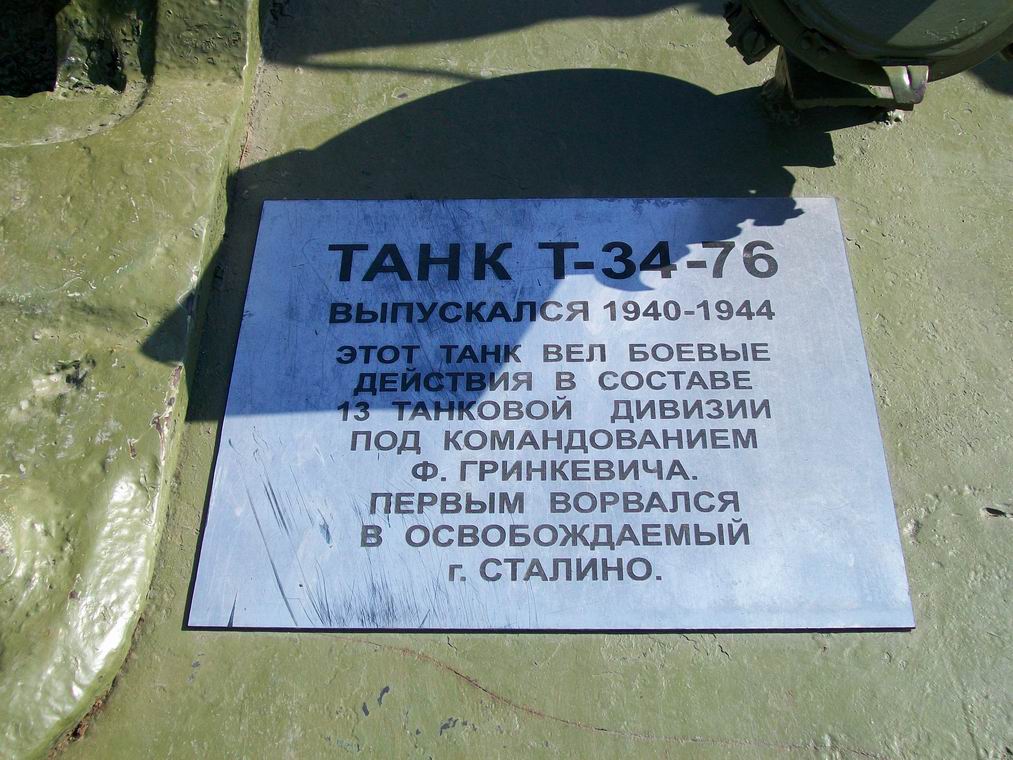 ТАНК Т-34-76
ВЫПУСКАЛСЯ 1940-1944
ЭТОТ ТАНК ВЕЛ БОЕВЫЕ
ДЕЙСТВИЯ В СОСТАВЕ
13 ТАНКОВОЙ ДИВИЗИИ
ПОД КОМАНДОВАНИЕМ
Ф. ГРИНКЕВИЧА.
ПЕРВЫМ ВОРВАЛСЯ
В ОСВОБОЖДАЕМЫЙ
г. СТАЛИНО.